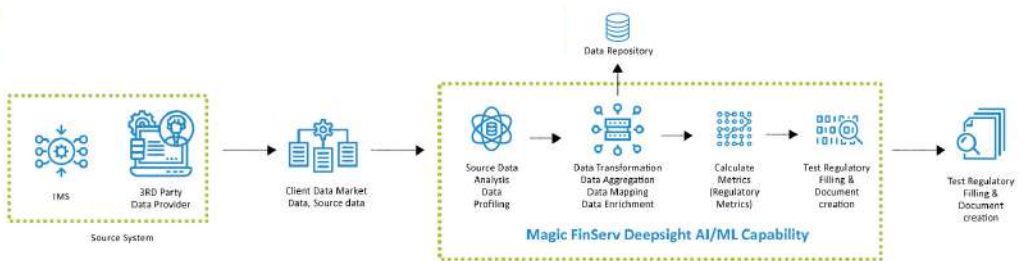 Data Repository
IMS
3RD Party
Data Provider
Source System
Client Data Market
Data, Source data
Source Data
Analysis
Data
Profiling
Data Transformation
Data Aggregation
Data Mapping
Data Enrichment
Calculate
Metrics
(Regulatory
Metrics)
Test Regulatory
Filling &
Document
creation
Magic FinServ Deepsight AI/ML Capability
Test Regulatory
Filling &
Document
creation